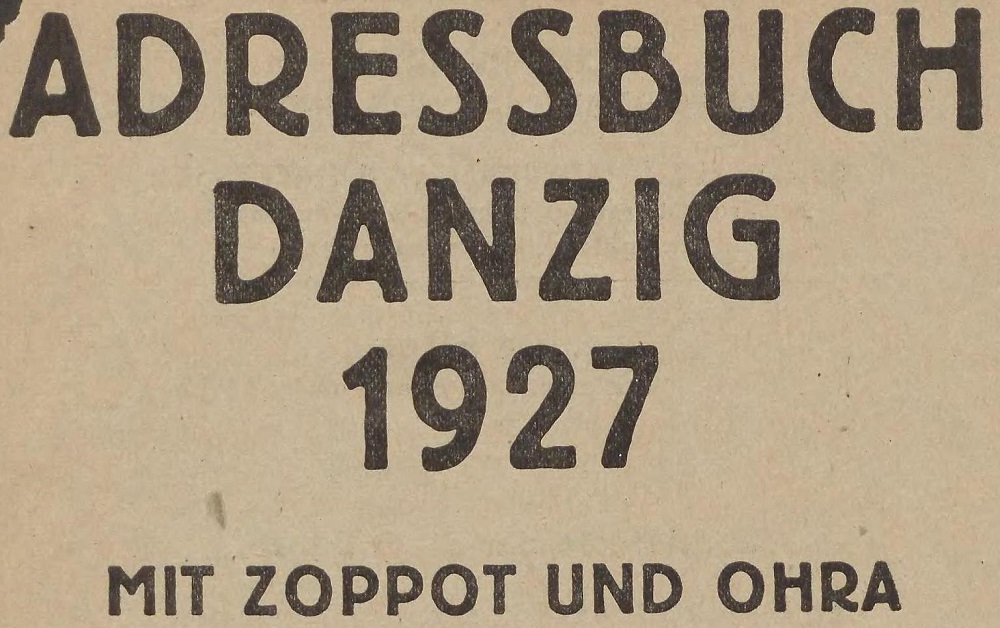 ADRESSBUCH
DANZIG
1927
MIT ZOPPOT UND OHRA